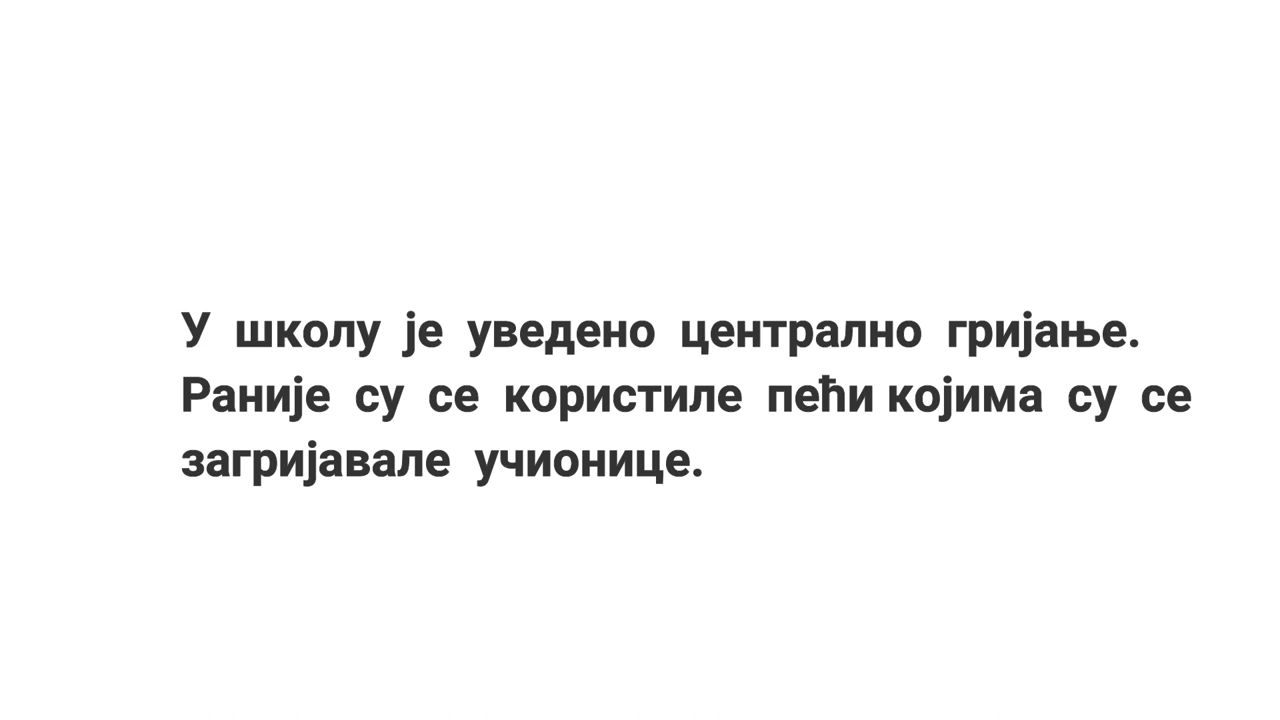 У школу је уведено централно гријање.
Раније су се користиле пећи којима су се
загријавале учионице.